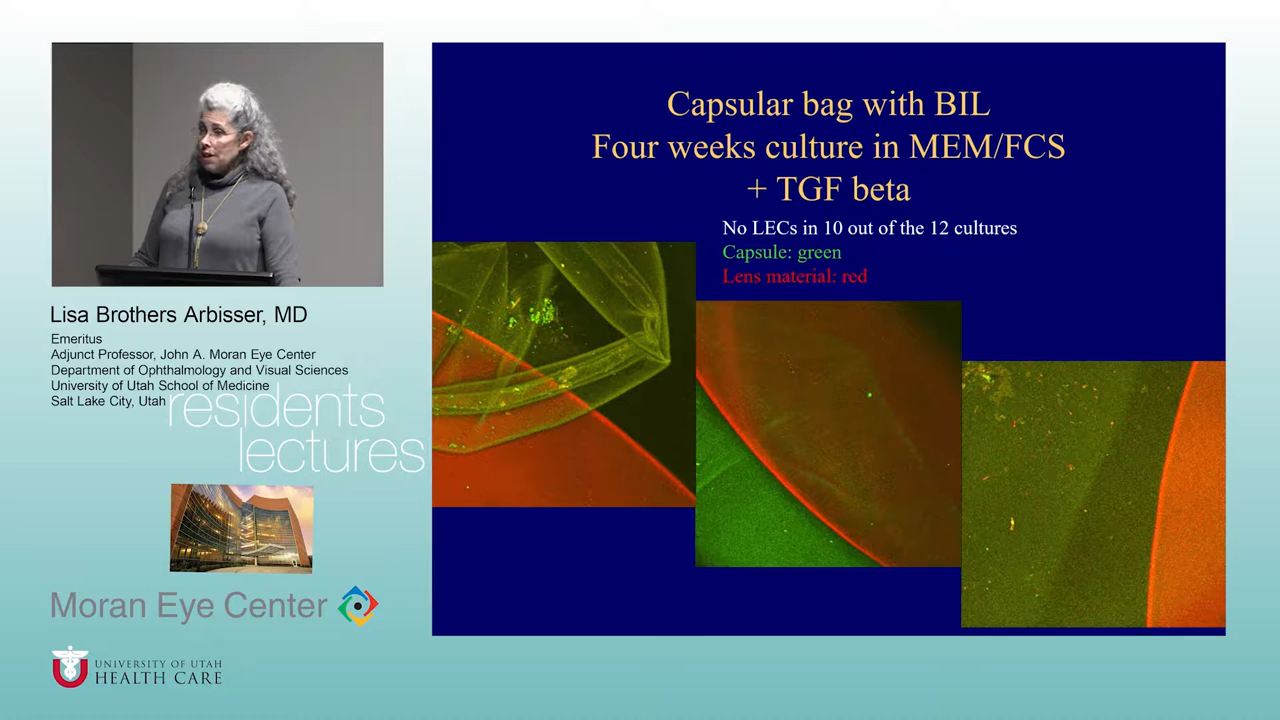 Capsular bag with BIL
Four weeks culture in MEM/FCS
+ TGF beta
No LECs in 10 out of the 12 cultures
Capsule: green
Lens material: red
Lisa Brothers Arbisser, MD
Emeritus
Adjunct Professor, John A. Moran Eye Center
Department of Ophthalmology and Visual Sciences
University of Utah School of Medicine
Salt Lake City, Utah
residents
lectures
Moran Eye Center
UNIVERSITY OF UTAH
HEALTH CARE